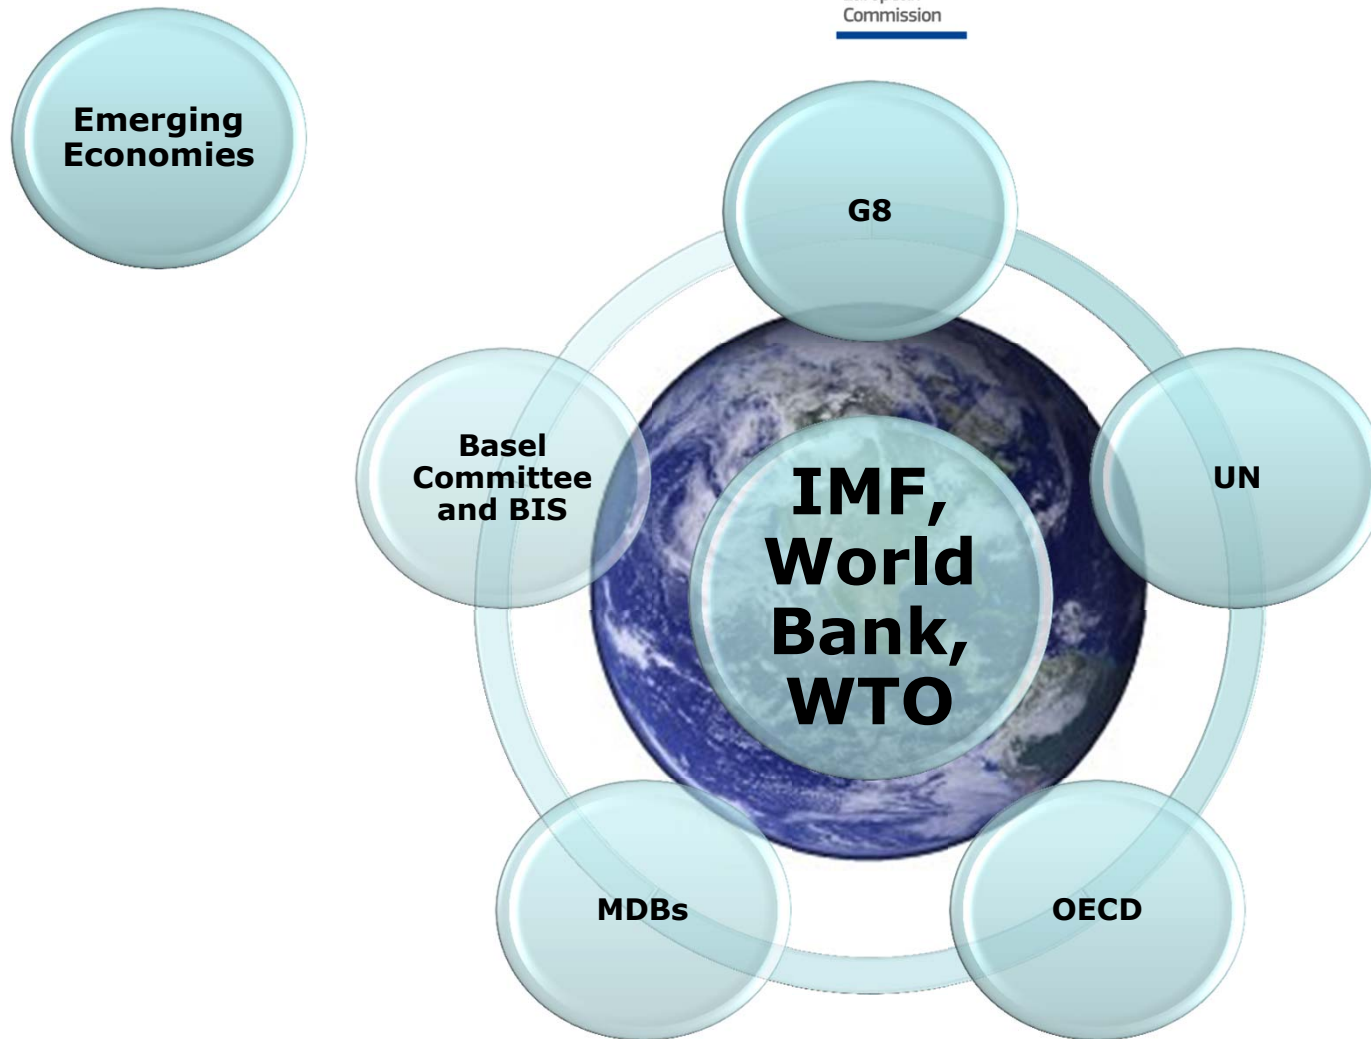 Commission
Emerging
Economies
G8
Basel
Committee
and BIS
UN
IMF,
World
Bank,
WTO
MDBs
OECD